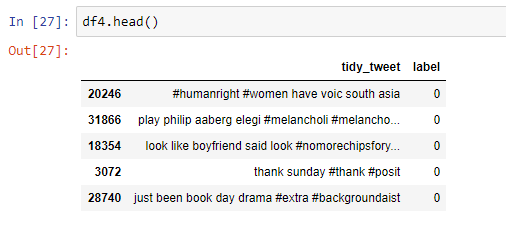 In [27]: df4.head()
Out[27]:
tidy_tweet label
20246 #humanright #women have voic south asia 0
31866 play philip aaberg elegi #melancholi #melancho... 0
18354 look like boyfriend said look #nomorechipsfory... 0
3072 thank sunday #thank #posit 0
28740 just been book day drama #extra #backgroundaist 0